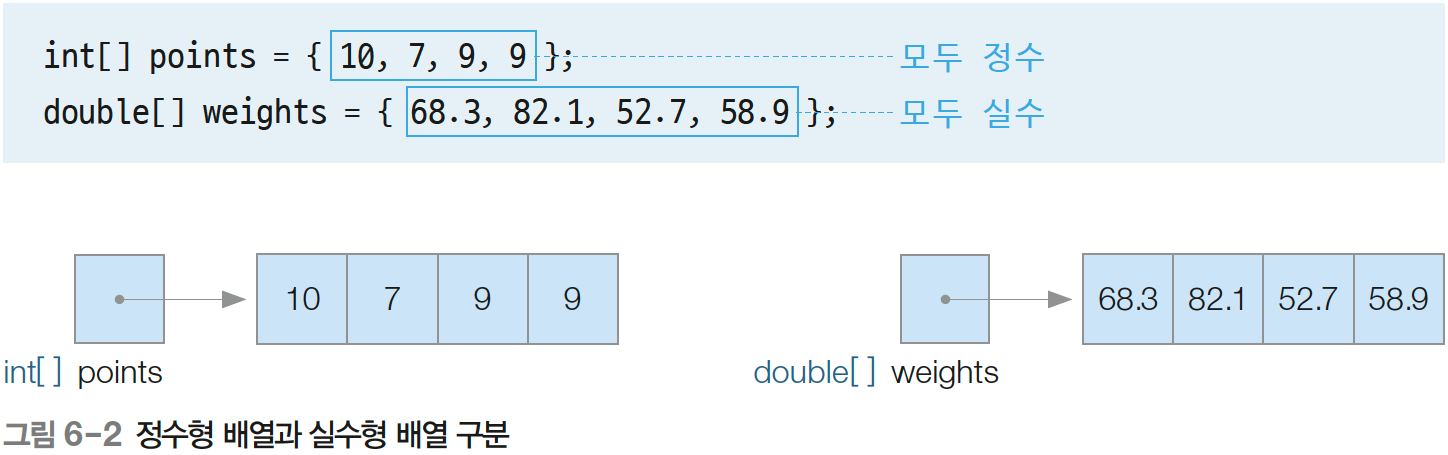 int[] points = { 10, 7, 9, 9 }; 모두 정수
double[] weights = { 68.3, 82.1, 52.7, 58.9 }; 모두 실수
10 7 9 9 68.3 82.1 52.7 58.9
int[ ] points double[ ] weights
그림 6-2 정수형 배열과 실수형 배열 구분